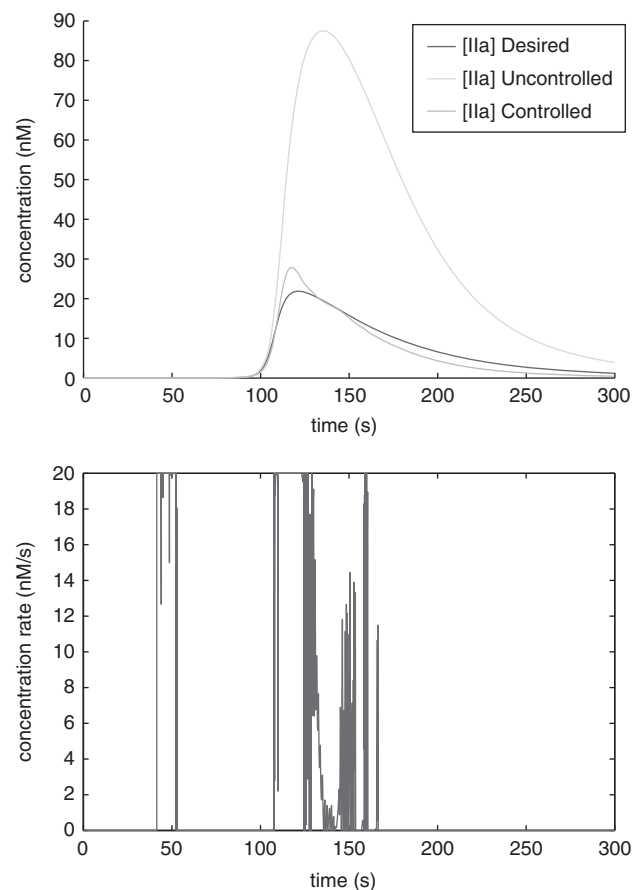 90
80
70
60
50
40
30
20
10
0
concentration (nM)
[IIa] Desired
[IIa] Uncontrolled
[IIa] Controlled
0 50 100 150 200 250 300
time (s)
20
18
16
14
12
10
8
6
4
2
0
concentration rate (nM/s)
0 50 100 150 200 250 300
time (s)